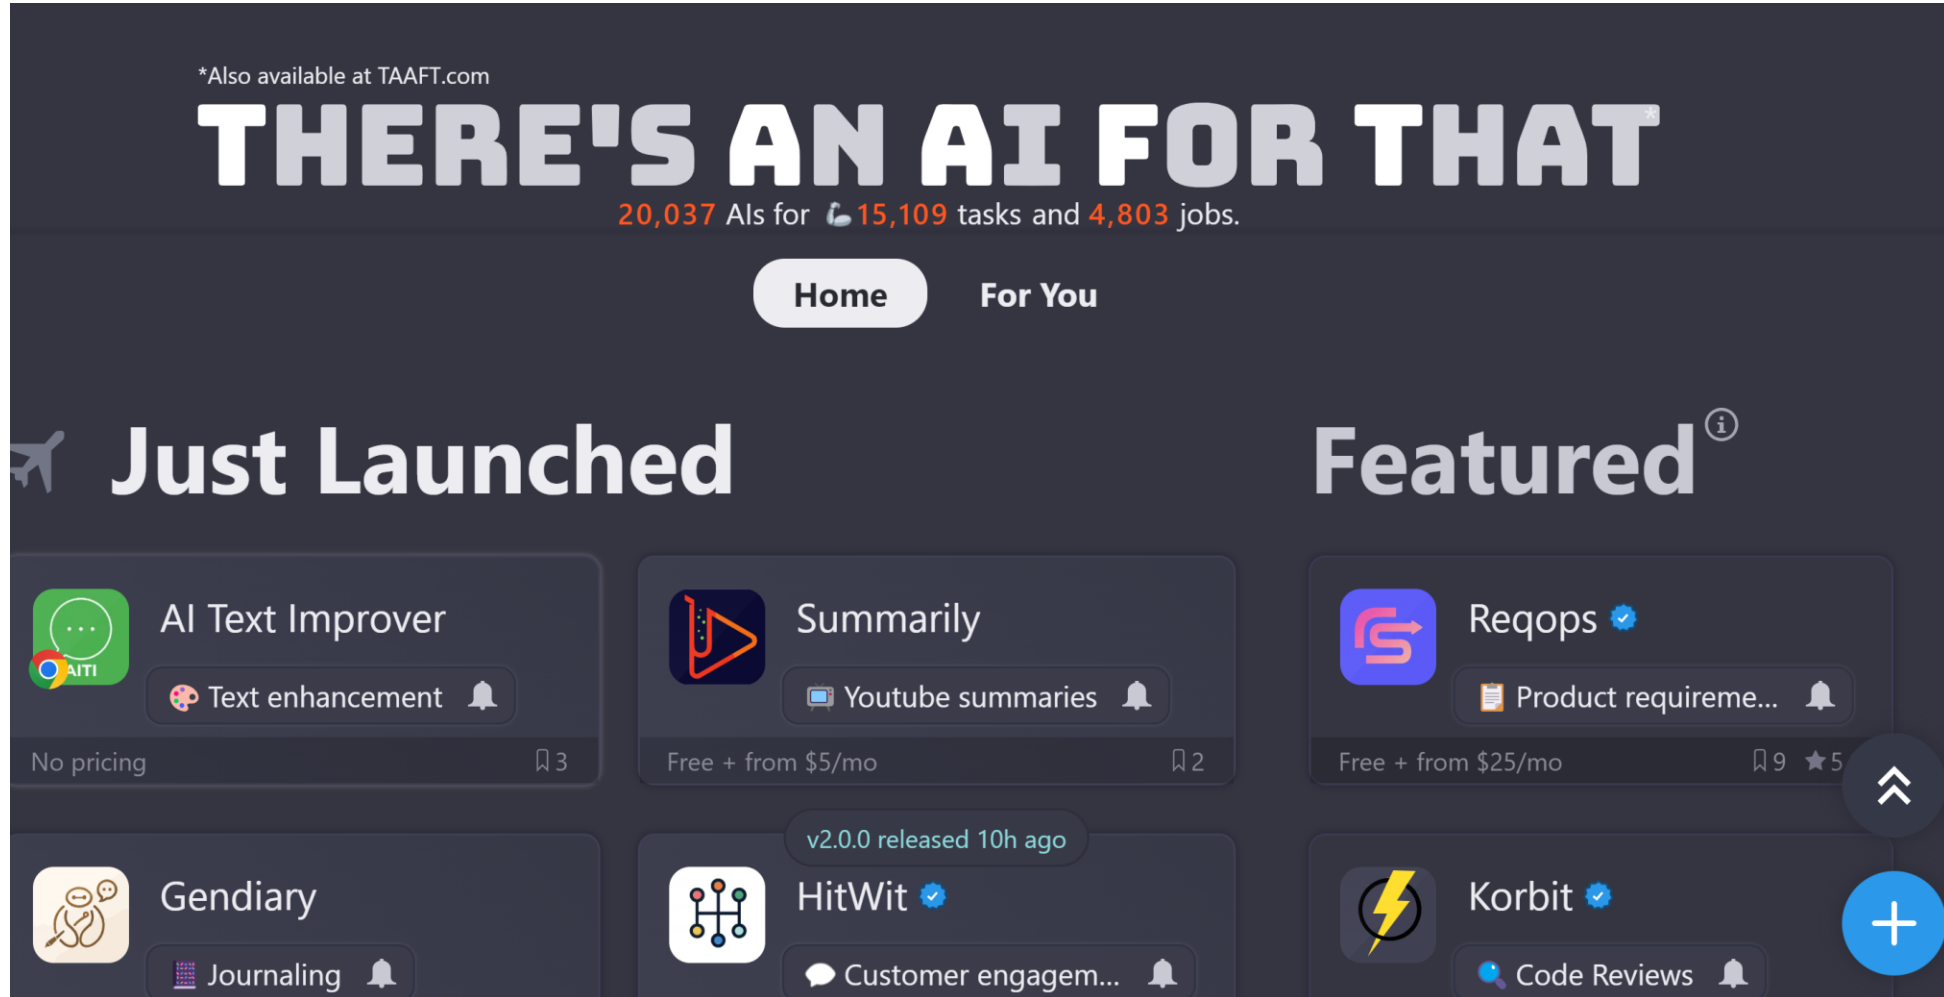 *Also available at TAAFT.com
THERE'S AN AI FOR THAT*
20,037 AIs for 🦾15,109 tasks and 4,803 jobs.
Home
For You
Just Launched
Featured
AITI
AI Text Improver
🎨 Text enhancement
No pricing
3
Summarily
📺 Youtube summaries
Free + from $5/mo
2
Reqops
📋 Product requireme...
Free + from $25/mo
9 ★5
Gendiary
Journaling
v2.0.0 released 10h ago
HitWit
💬 Customer engagem...
Korbit
🔍 Code Reviews